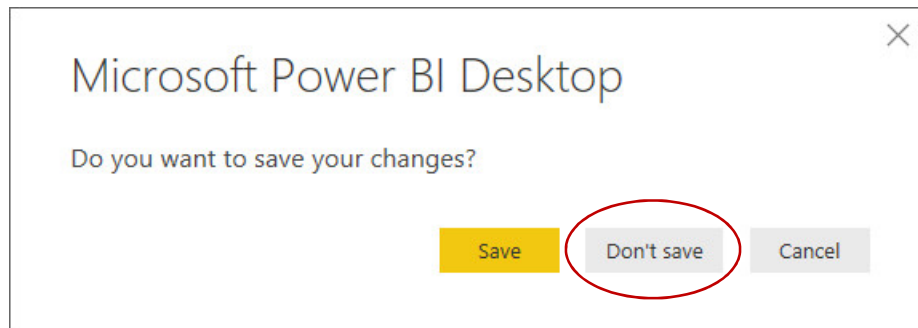 Microsoft Power BI Desktop
Do you want to save your changes?
Save Don't save Cancel